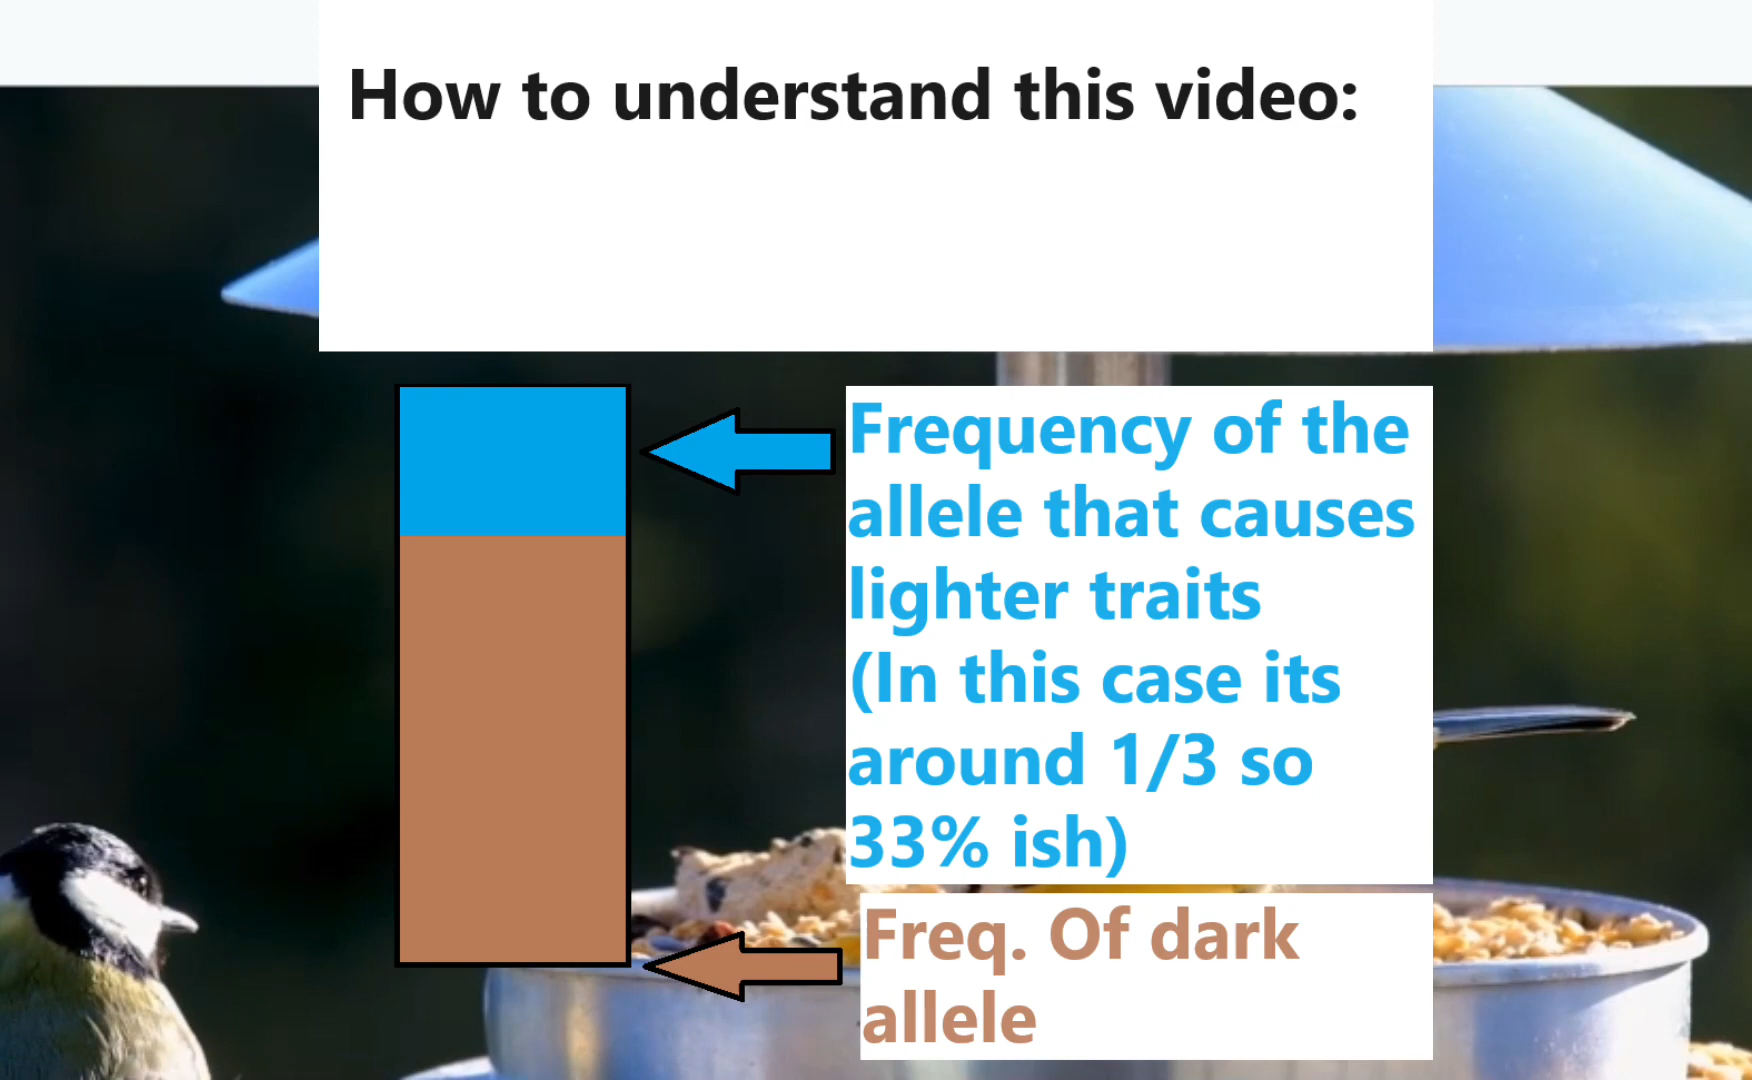 How to understand this video:
Frequency of the
allele that causes
lighter traits
(In this case its
around 1/3 so
33% ish)
Freq. Of dark
allele